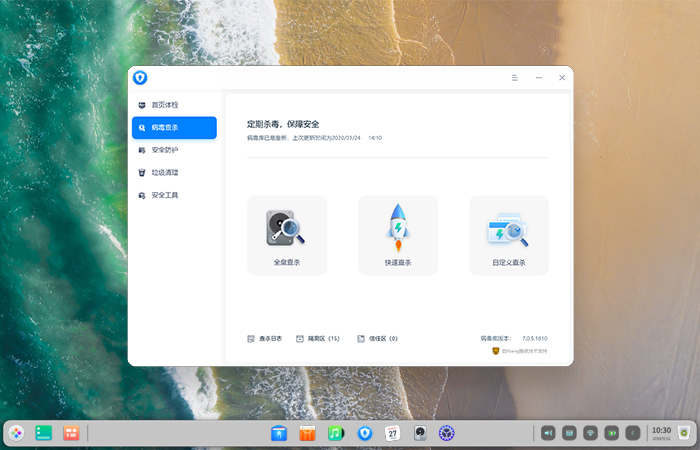 首页体检
病毒查杀
安全防护
垃圾清理
安全工具
定期杀毒，保障安全
病毒库已是最新，上次更新时间为2020/03/24 14:10
全盘查杀
快速查杀
自定义查杀
查杀日志
隔离区（15）
信任区（0）
病毒库版本： 7.0.5 1610
27
10:30